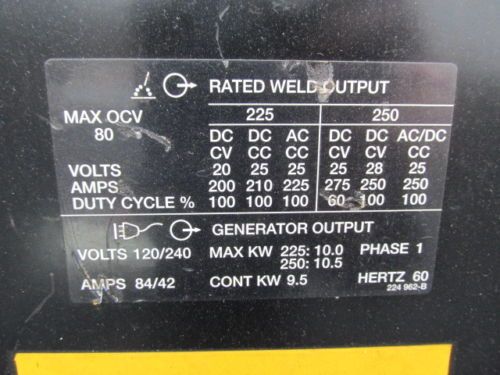 RATED WELD OUTPUT
MAX OCV 225 250
80
DC DC AC DC DC AC/DC
CV CC CC CV CC CC
VOLTS 20 25 25 25 28 25
AMPS 200 210 225 275 250 250
DUTY CYCLE % 100 100 100 60 100 100
GENERATOR OUTPUT
VOLTS 120/240 MAX KW 225: 10.0 PHASE 1
250: 10.5
AMPS 84/42 CONT KW 9.5 HERTZ 60
224 962-B